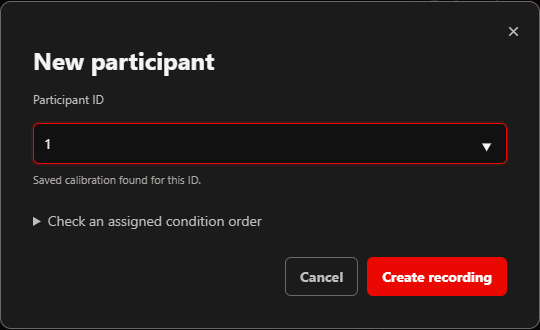 New participant
Participant ID
1
Saved calibration found for this ID.
Check an assigned condition order
Cancel
Create recording